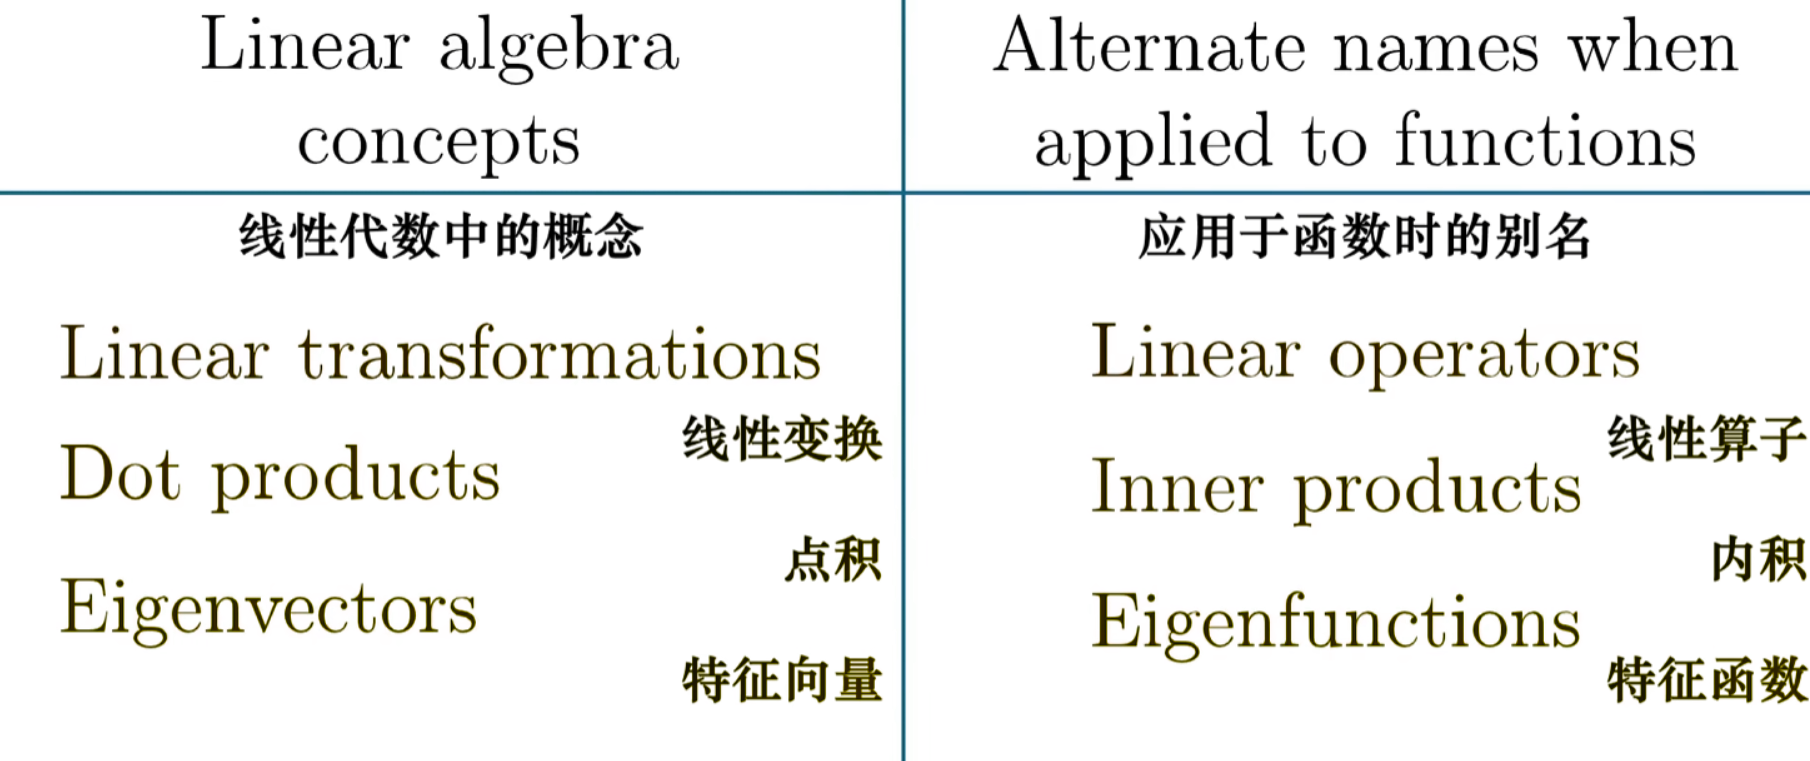 Linear algebra
concepts
Alternate names when
applied to functions
线性代数中的概念
应用于函数时的别名
Linear transformations
线性变换
Linear operators
线性算子
Dot products
点积
Inner products
内积
Eigenvectors
特征向量
Eigenfunctions
特征函数